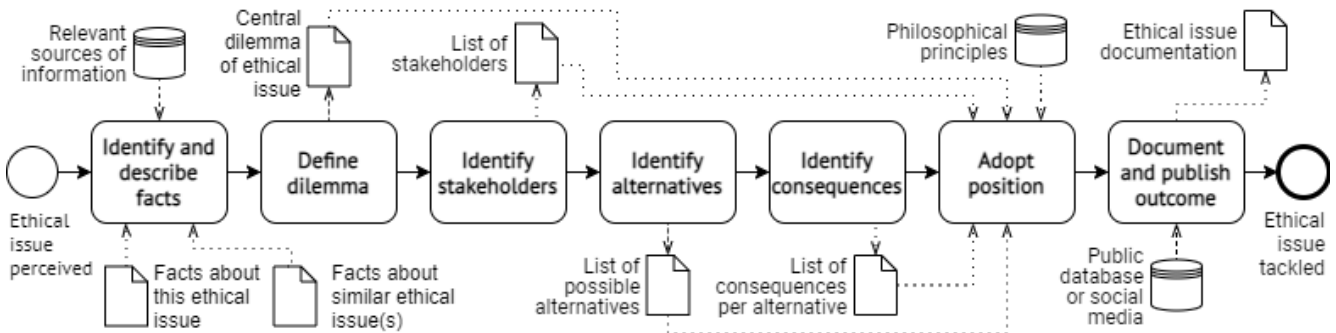 Relevant
sources of
information
Central
dilemma
of ethical
issue
List of
stakeholders
Philosophical
principles
Ethical issue
documentation
Identify and
describe
facts
Define
dilemma
Identify
stakeholders
Identify
alternatives
Identify
consequences
Adopt
position
Document
and publish
outcome
Ethical
issue
perceived
Facts about
this ethical
issue
Facts about
similar ethical
issue(s)
List of
possible
alternatives
List of
consequences
per alternative
Public
database
or social
media
Ethical
issue
tackled